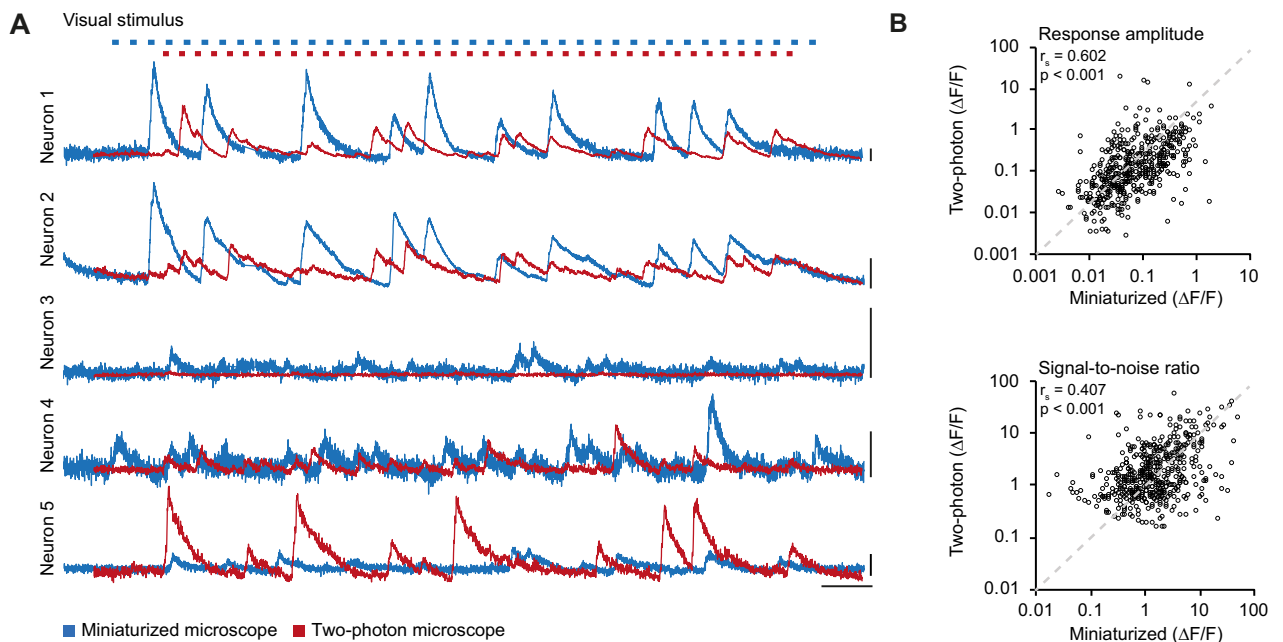 A
Visual stimulus
Neuron 1
Neuron 2
Neuron 3
Neuron 4
Neuron 5
Miniaturized microscope
Two-photon microscope
B
Response amplitude
rs = 0.602
p < 0.001
100
10
1
0.1
0.01
0.001
Two-photon (ΔF/F)
0.001
0.01
0.1
1
10
Miniaturized (ΔF/F)
Signal-to-noise ratio
rs = 0.407
p < 0.001
100
10
1
0.1
0.01
Two-photon (ΔF/F)
0.01
0.1
1
10
100
Miniaturized (ΔF/F)